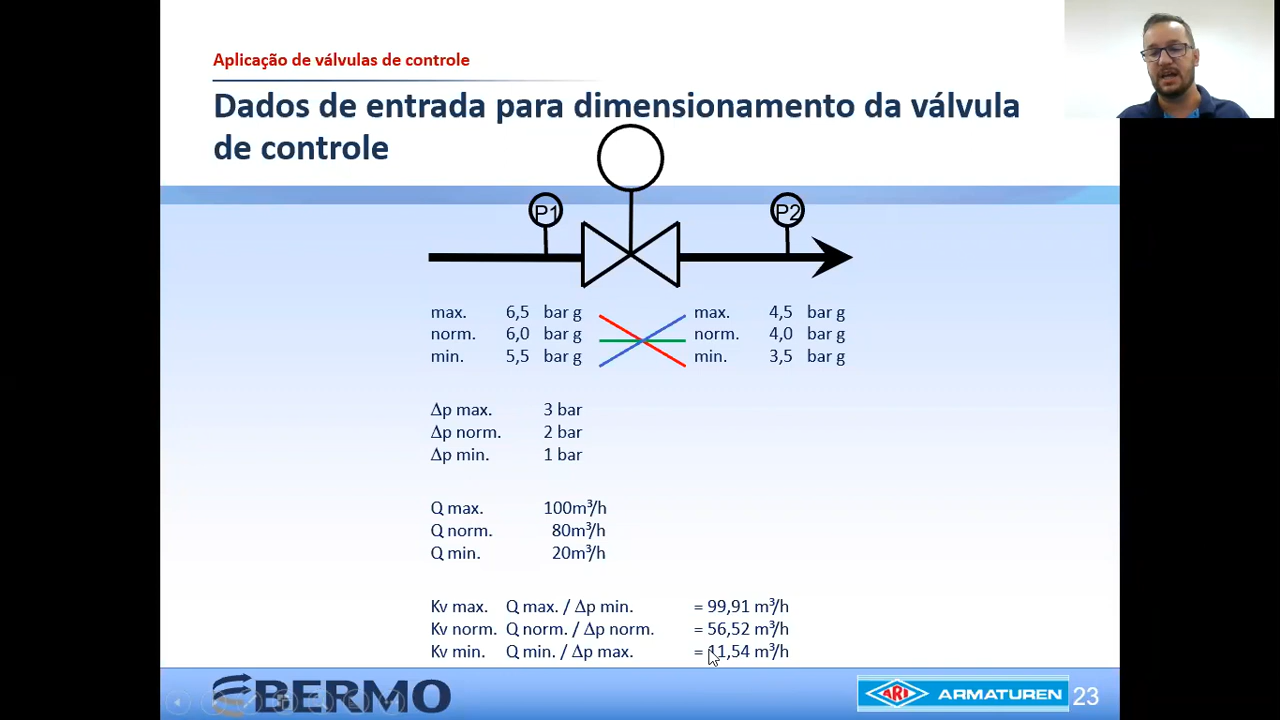 Aplicação de válvulas de controle
Dados de entrada para dimensionamento da válvula
de controle
P1
P2
max. 6,5 bar g max. 4,5 bar g
norm. 6,0 bar g norm. 4,0 bar g
min. 5,5 bar g min. 3,5 bar g
Δp max. 3 bar
Δp norm. 2 bar
Δp min. 1 bar
Q max. 100m³/h
Q norm. 80m³/h
Q min. 20m³/h
Kv max. Q max. / Δp min. = 99,91 m³/h
Kv norm. Q norm. / Δp norm. = 56,52 m³/h
Kv min. Q min. / Δp max. = 11,54 m³/h
BERMO
ARI ARMATUREN 23